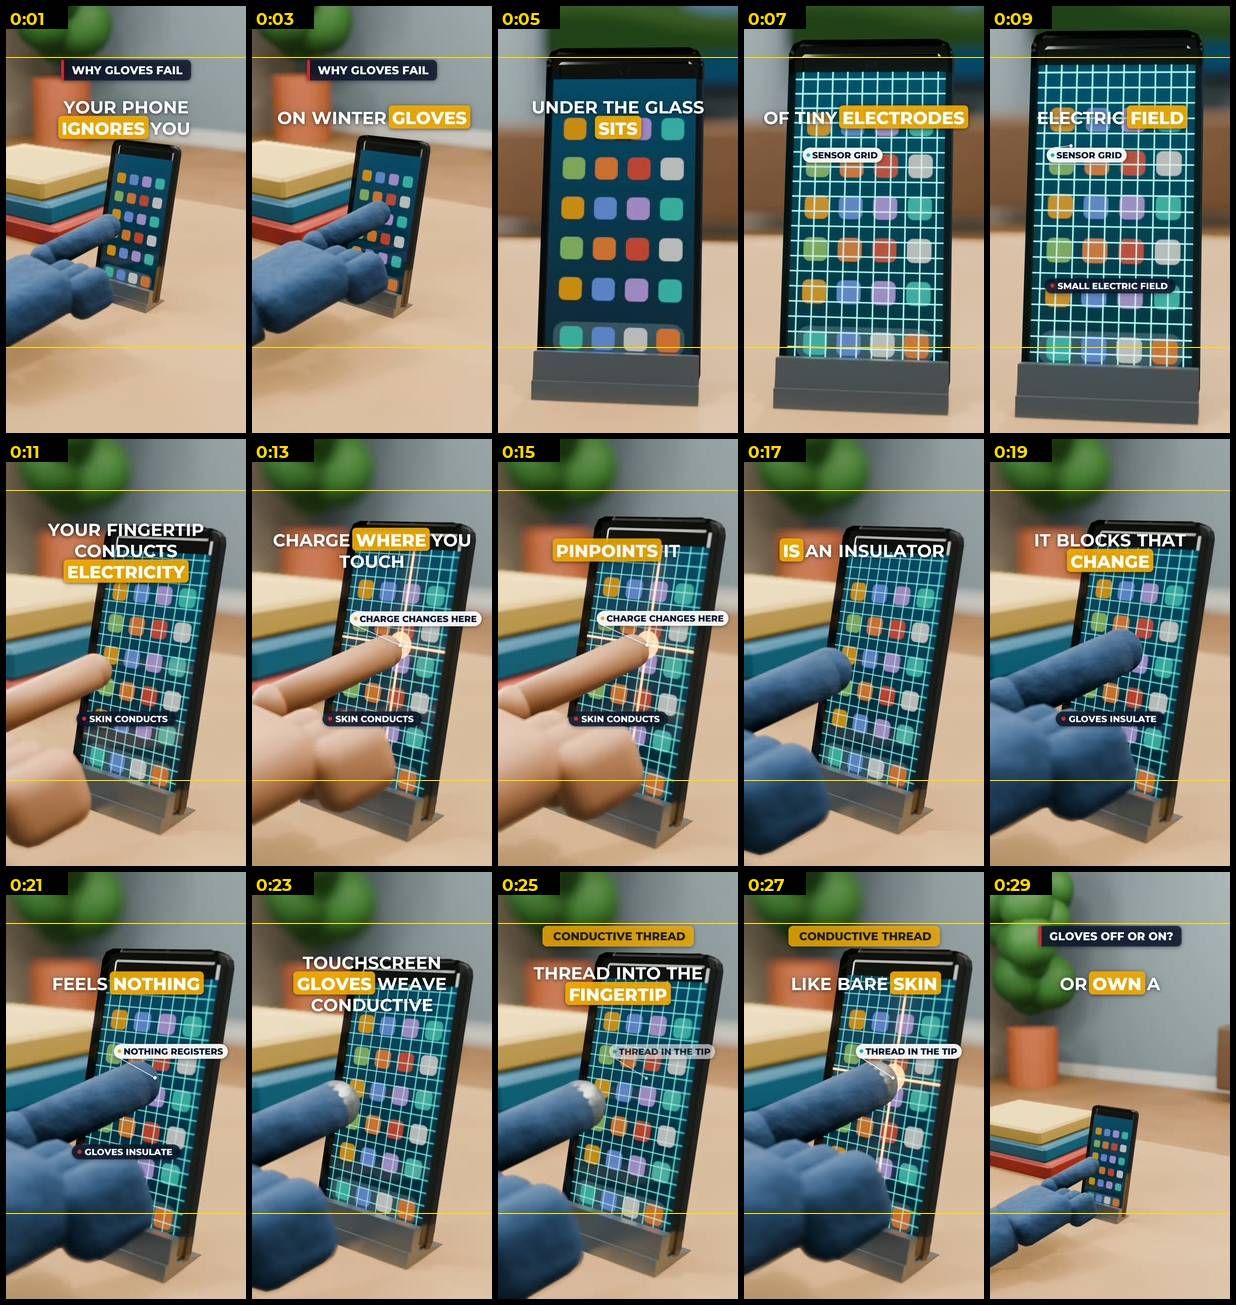 0:01
WHY GLOVES FAIL
YOUR PHONE
IGNORES YOU
0:03
WHY GLOVES FAIL
ON WINTER GLOVES
0:05
UNDER THE GLASS
SITS
0:07
OF TINY ELECTRODES
SENSOR GRID
0:09
ELECTRIC FIELD
SENSOR GRID
SMALL ELECTRIC FIELD
0:11
YOUR FINGERTIP
CONDUCTS
ELECTRICITY
SKIN CONDUCTS
0:13
CHARGE WHERE YOU
TOUCH
CHARGE CHANGES HERE
SKIN CONDUCTS
0:15
PINPOINTS IT
CHARGE CHANGES HERE
SKIN CONDUCTS
0:17
IS AN INSULATOR
0:19
IT BLOCKS THAT
CHANGE
GLOVES INSULATE
0:21
FEELS NOTHING
NOTHING REGISTERS
GLOVES INSULATE
0:23
TOUCHSCREEN
GLOVES WEAVE
CONDUCTIVE
0:25
CONDUCTIVE THREAD
THREAD INTO THE
FINGERTIP
THREAD IN THE TIP
0:27
CONDUCTIVE THREAD
LIKE BARE SKIN
THREAD IN THE TIP
0:29
GLOVES OFF OR ON?
OR OWN A